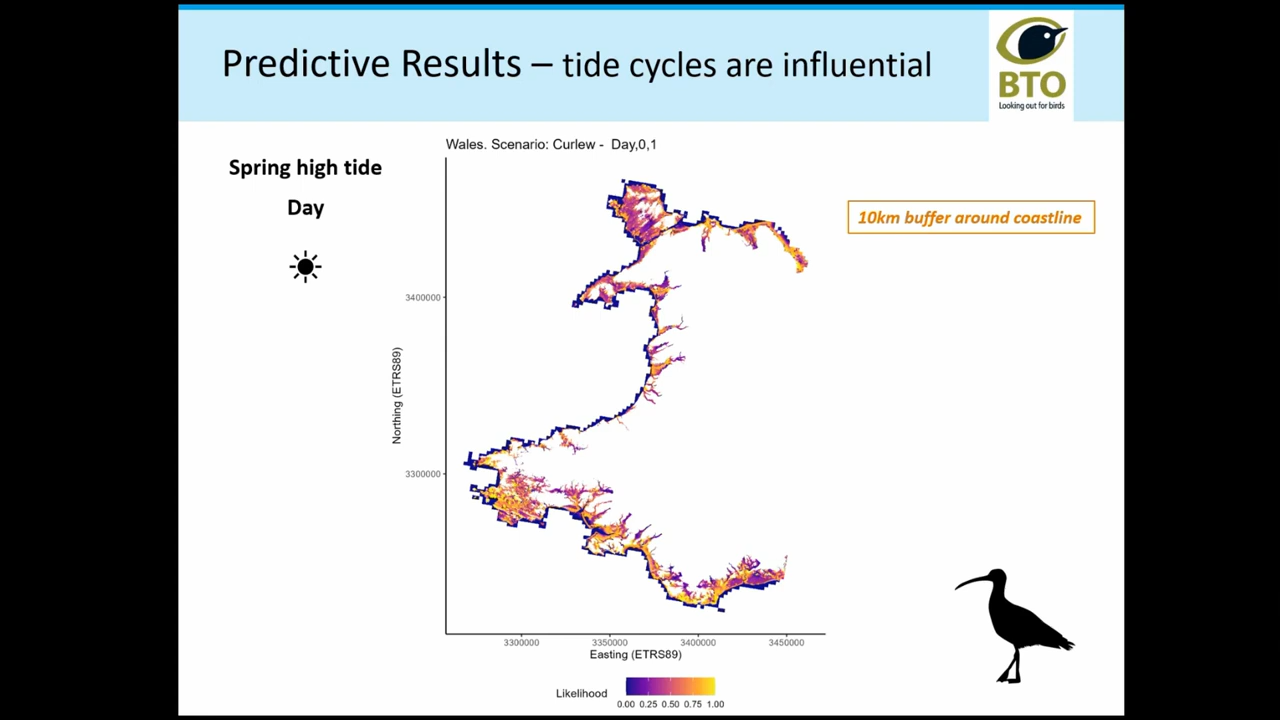 Predictive Results – tide cycles are influential
BTO
Looking out for birds
Spring high tide
Day
Wales. Scenario: Curlew - Day,0,1
10km buffer around coastline
3400000
3300000
Northing (ETRS89)
3300000 3350000 3400000 3450000
Easting (ETRS89)
Likelihood
0.00 0.25 0.50 0.75 1.00